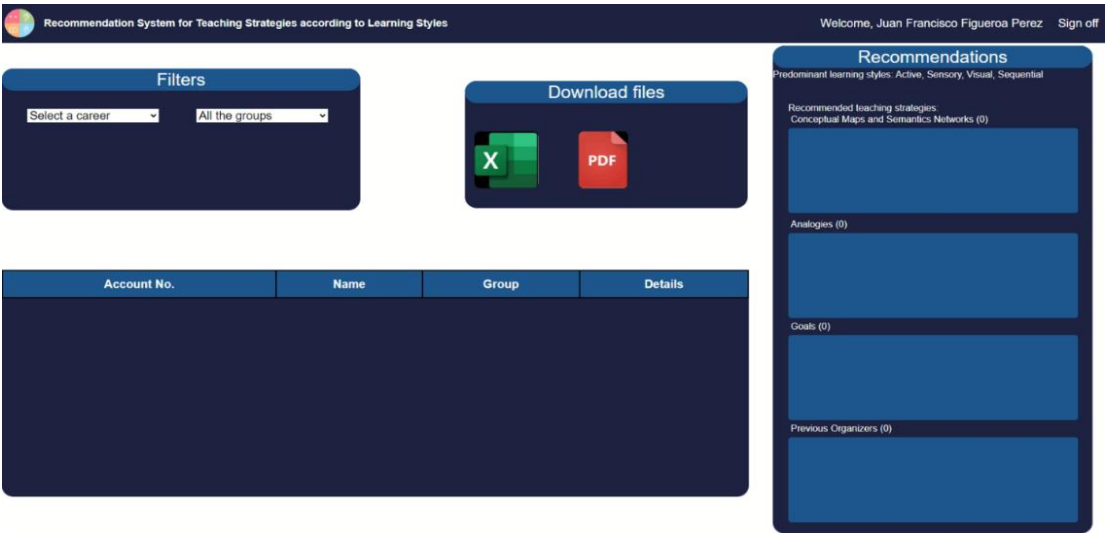 Recommendation System for Teaching Strategies according to Learning Styles
Welcome, Juan Francisco Figueroa Perez Sign off
Filters
Select a career
All the groups
Download files
X
PDF
Account No. Name Group Details
Recommendations
Predominant learning styles: Active, Sensory, Visual, Sequential
Recommended teaching strategies:
Conceptual Maps and Semantics Networks (0)
Analogies (0)
Goals (0)
Previous Organizers (0)